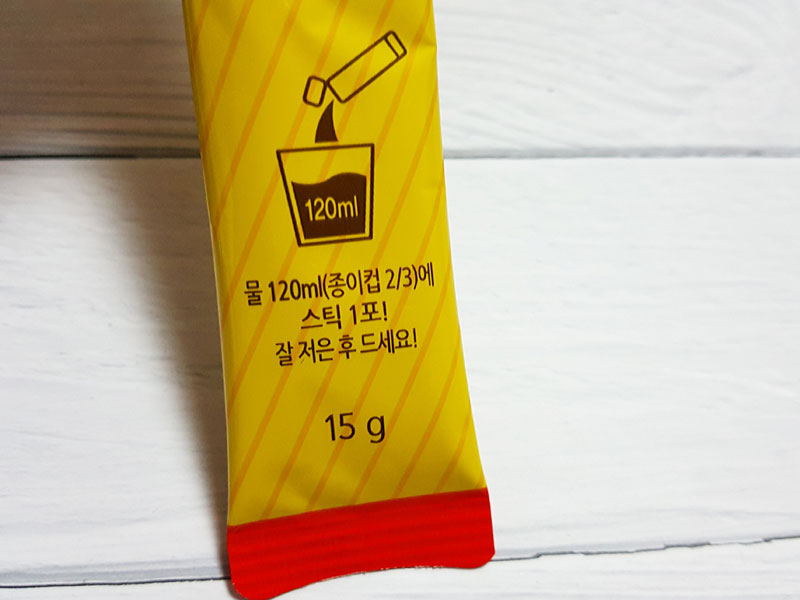 120ml
물 120ml(종이컵 2/3)에
스틱 1포!
잘 저은 후 드세요!
15 g